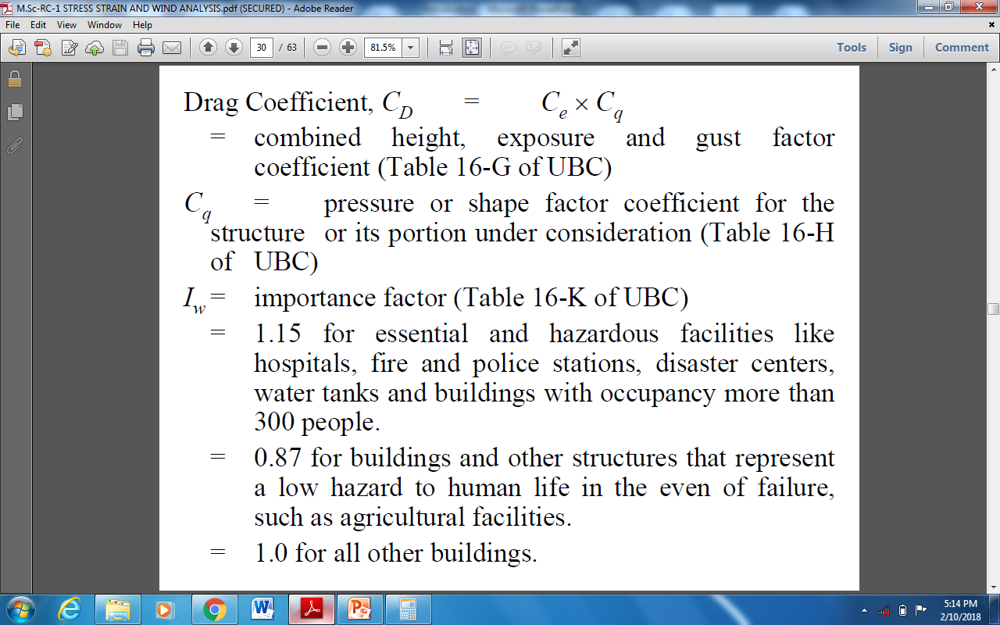 M.Sc-RC-1 STRESS STRAIN AND WIND ANALYSIS.pdf (SECURED) - Adobe Reader
File Edit View Window Help
30 / 63 81.5% Tools Sign Comment
Drag Coefficient, C_D = C_e × C_q
= combined height, exposure and gust factor
coefficient (Table 16-G of UBC)
C_q = pressure or shape factor coefficient for the
structure or its portion under consideration (Table 16-H
of UBC)
I_w = importance factor (Table 16-K of UBC)
= 1.15 for essential and hazardous facilities like
hospitals, fire and police stations, disaster centers,
water tanks and buildings with occupancy more than
300 people.
= 0.87 for buildings and other structures that represent
a low hazard to human life in the even of failure,
such as agricultural facilities.
= 1.0 for all other buildings.
5:14 PM
2/10/2018